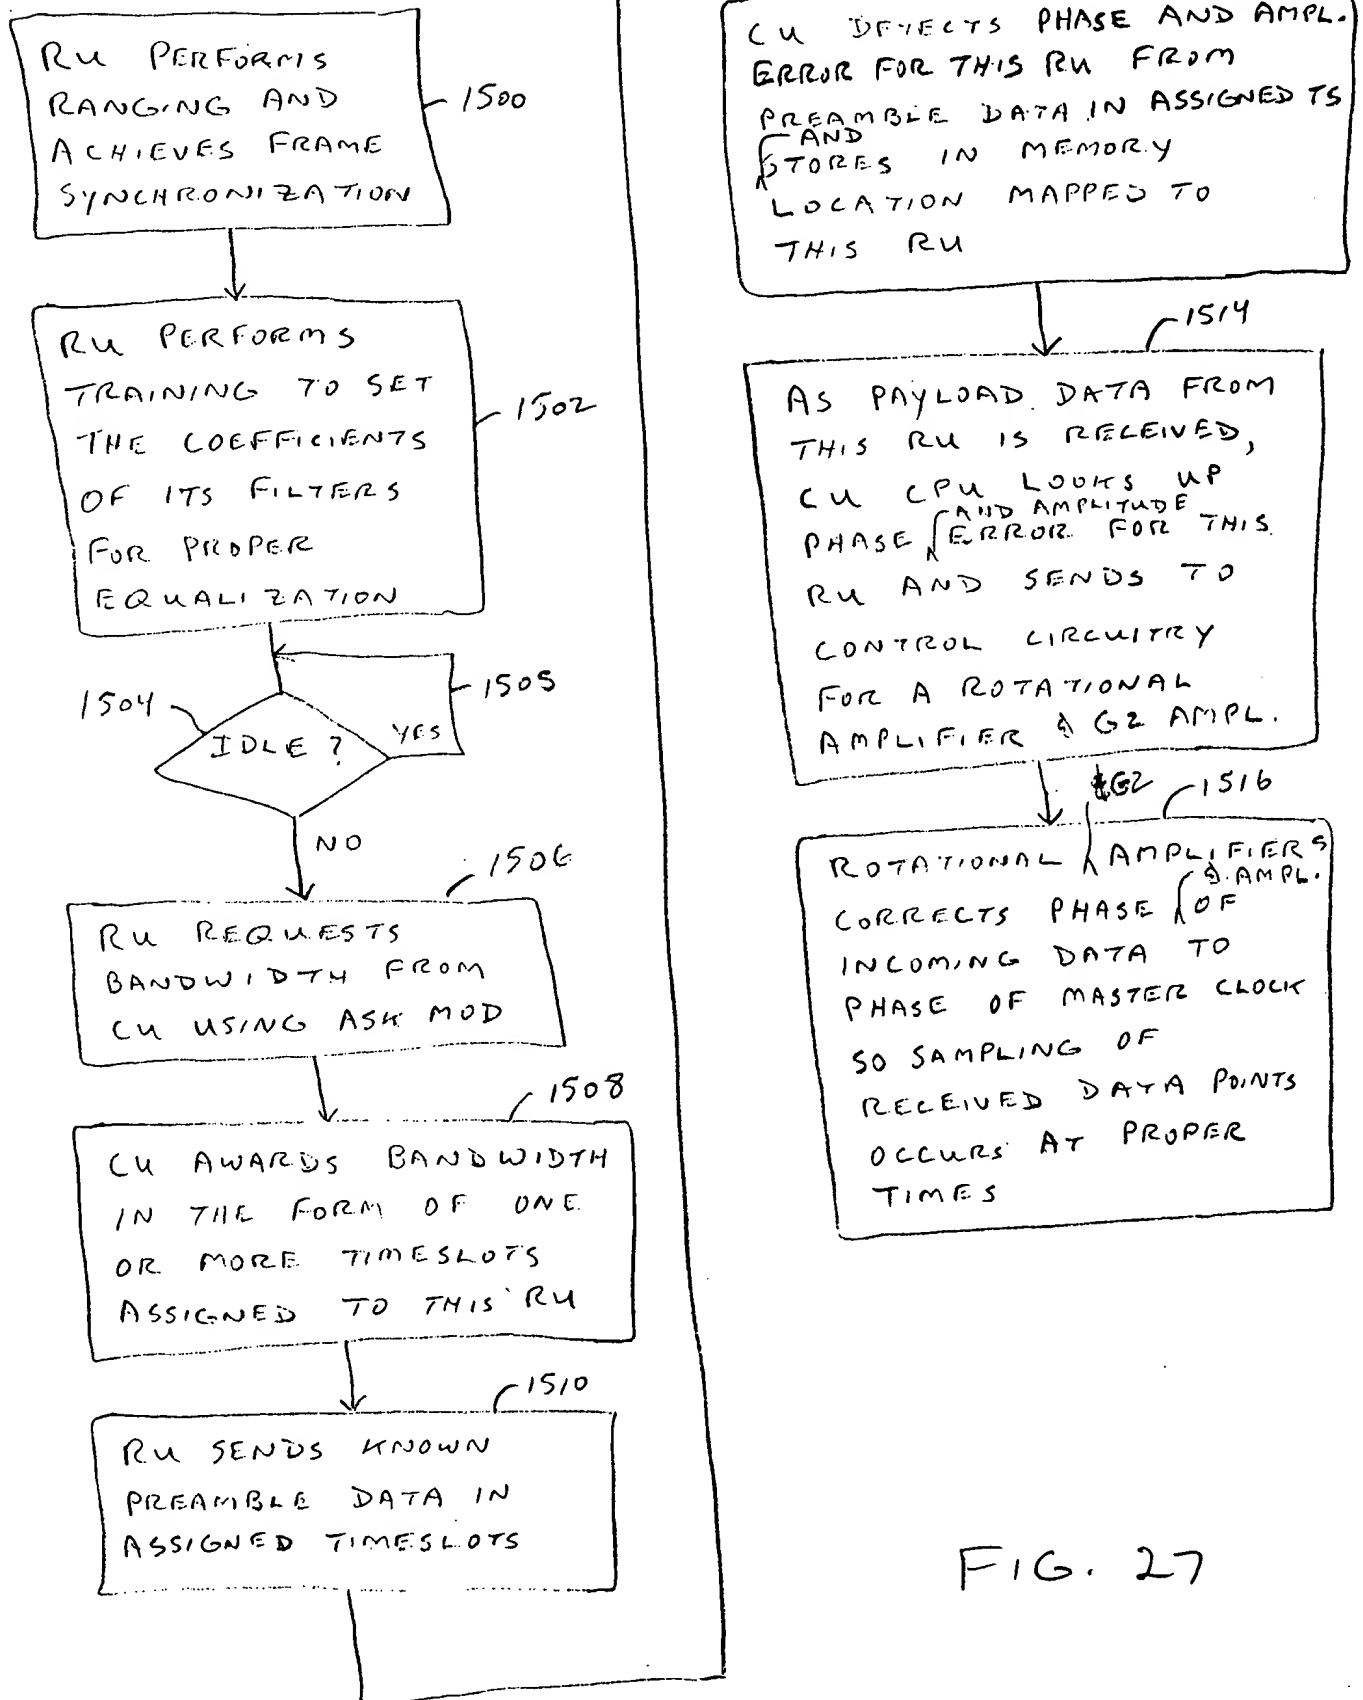 RU PERFORMS
RANGING AND
ACHIEVES FRAME
SYNCHRONIZATION
1500
RU PERFORMS
TRAINING TO SET
THE COEFFICIENTS
OF ITS FILTERS
FOR PROPER
EQUALIZATION
1502
1504
IDLE?
YES
1505
NO
1506
RU REQUESTS
BANDWIDTH FROM
CU USING ASK MOD
1508
CU AWARDS BANDWIDTH
IN THE FORM OF ONE
OR MORE TIMESLOTS
ASSIGNED TO THIS RU
1510
RU SENDS KNOWN
PREAMBLE DATA IN
ASSIGNED TIMESLOTS
CU DETECTS PHASE AND AMPL.
ERROR FOR THIS RU FROM
PREAMBLE DATA IN ASSIGNED TS
AND
STORES IN MEMORY
LOCATION MAPPED TO
THIS RU
1514
AS PAYLOAD DATA FROM
THIS RU IS RECEIVED,
CU CPU LOOKS UP
AND AMPLITUDE
PHASE ERROR FOR THIS
RU AND SENDS TO
CONTROL CIRCUITRY
FOR A ROTATIONAL
AMPLIFIER & G2 AMPL.
&G2
1516
ROTATIONAL AMPLIFIERS
& AMPL.
CORRECTS PHASE OF
INCOMING DATA TO
PHASE OF MASTER CLOCK
SO SAMPLING OF
RECEIVED DATA POINTS
OCCURS AT PROPER
TIMES
FIG. 27